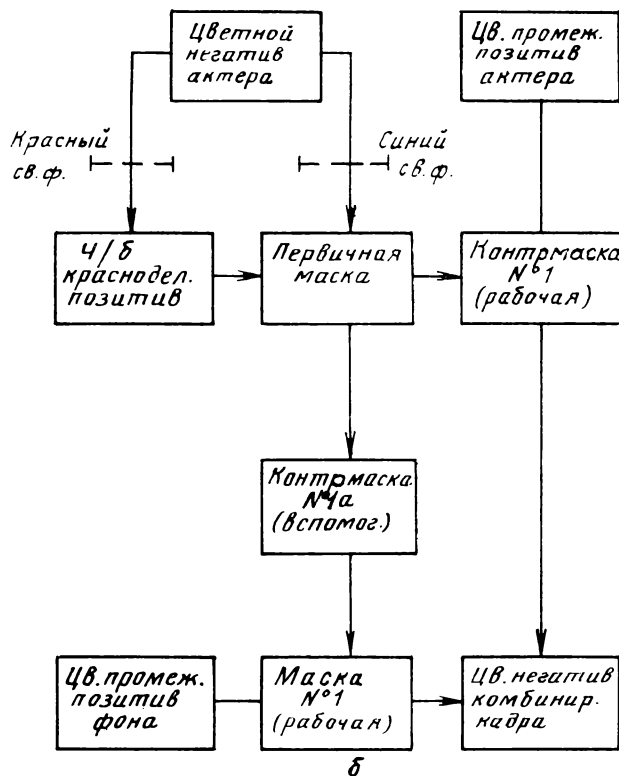 Цветной
негатив
актера
Цв. промеж.
позитив
актера
Красный
св. ф.
Синий
св. ф.
Ч/б
краснодел.
позитив
Первичная
маска
Контрмаска
№1
(рабочая)
Контрмаска
№1а
(вспомог.)
Цв. промеж.
позитив
фона
Маска
№1
(рабочая)
Цв. негатив
комбинир.
кадра
б